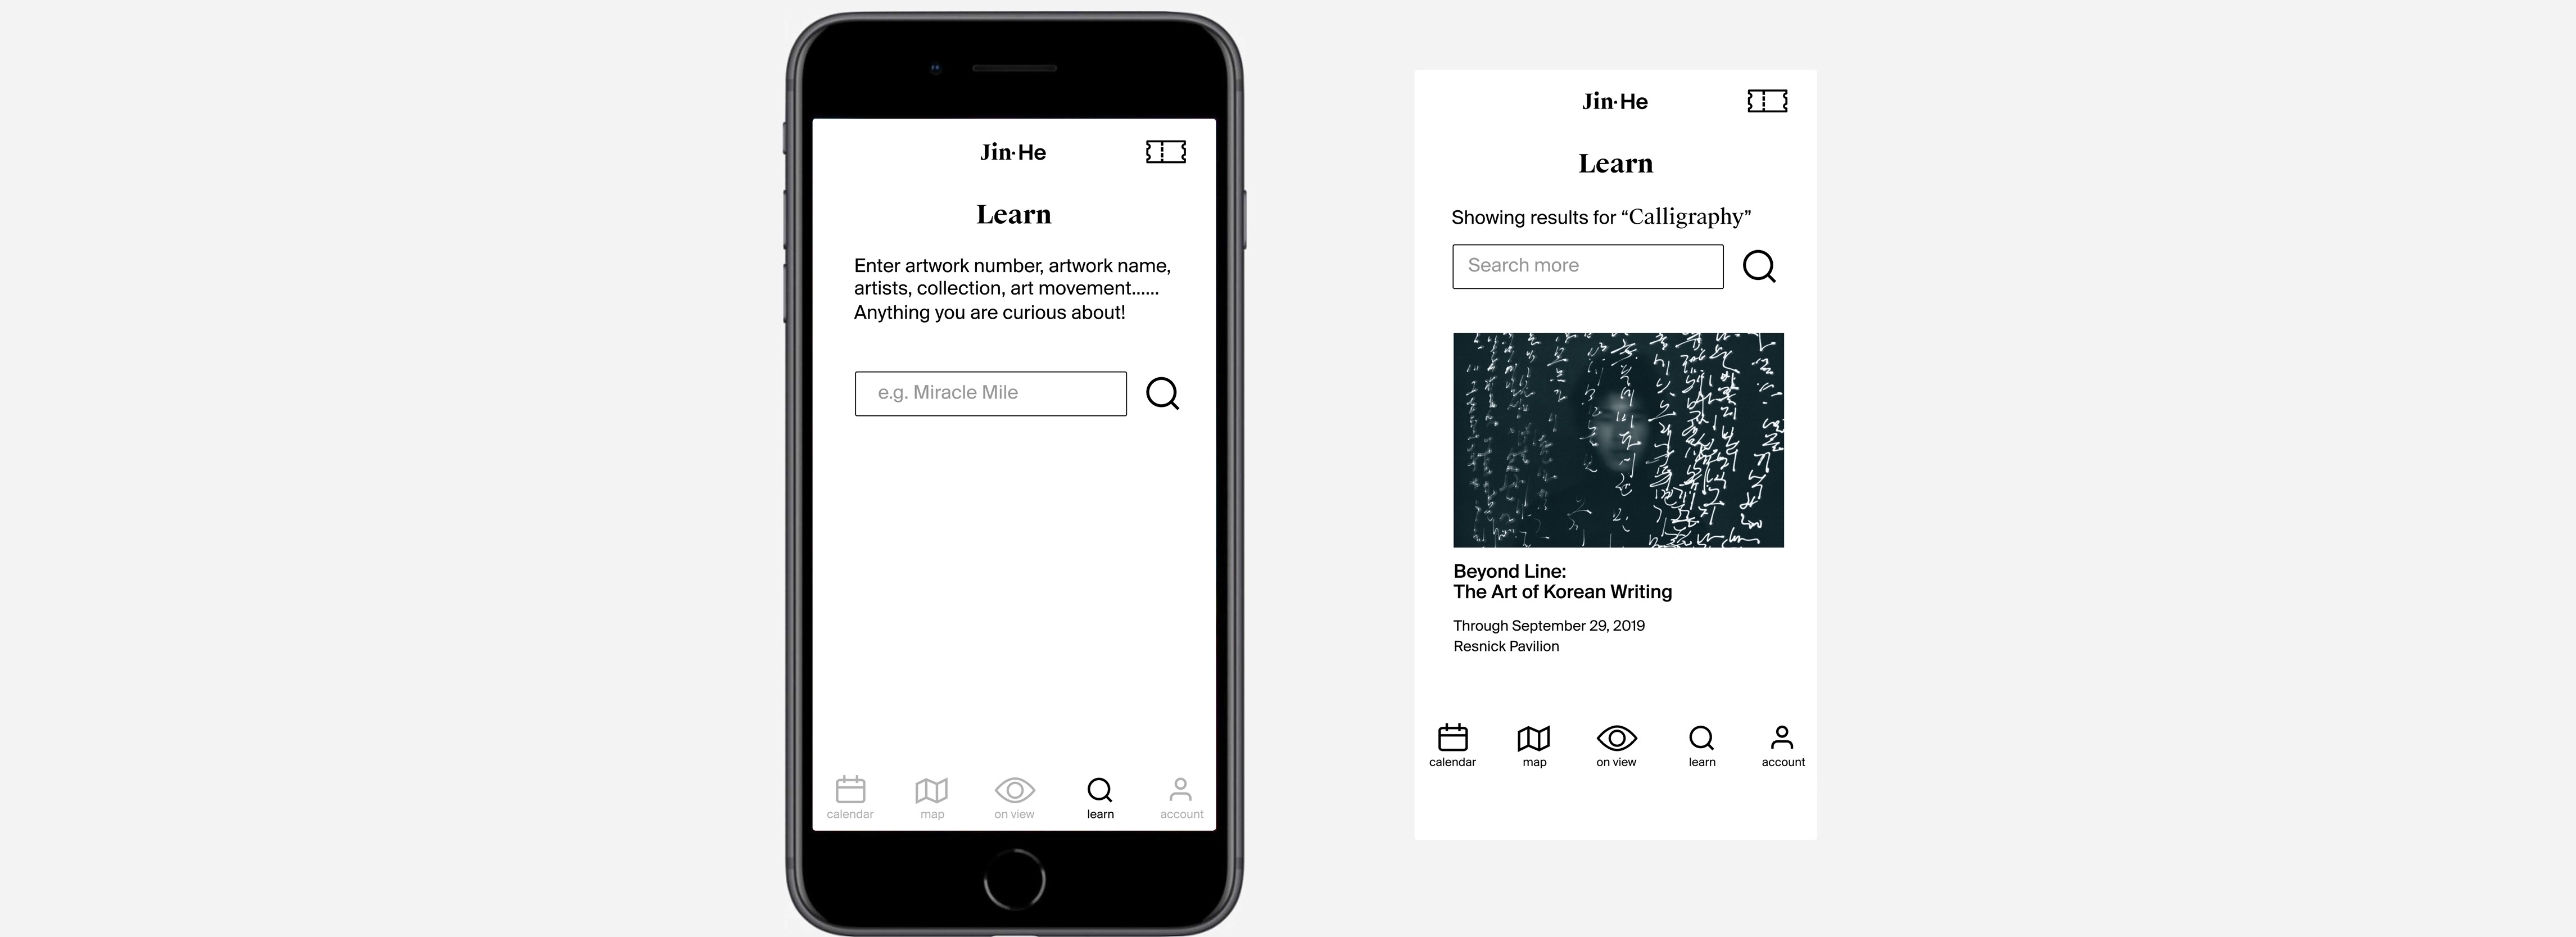 Jin·He
Learn
Enter artwork number, artwork name,
artists, collection, art movement......
Anything you are curious about!
e.g. Miracle Mile
calendar
map
on view
learn
account
Jin·He
Learn
Showing results for “Calligraphy”
Search more
Beyond Line:
The Art of Korean Writing
Through September 29, 2019
Resnick Pavilion
calendar
map
on view
learn
account